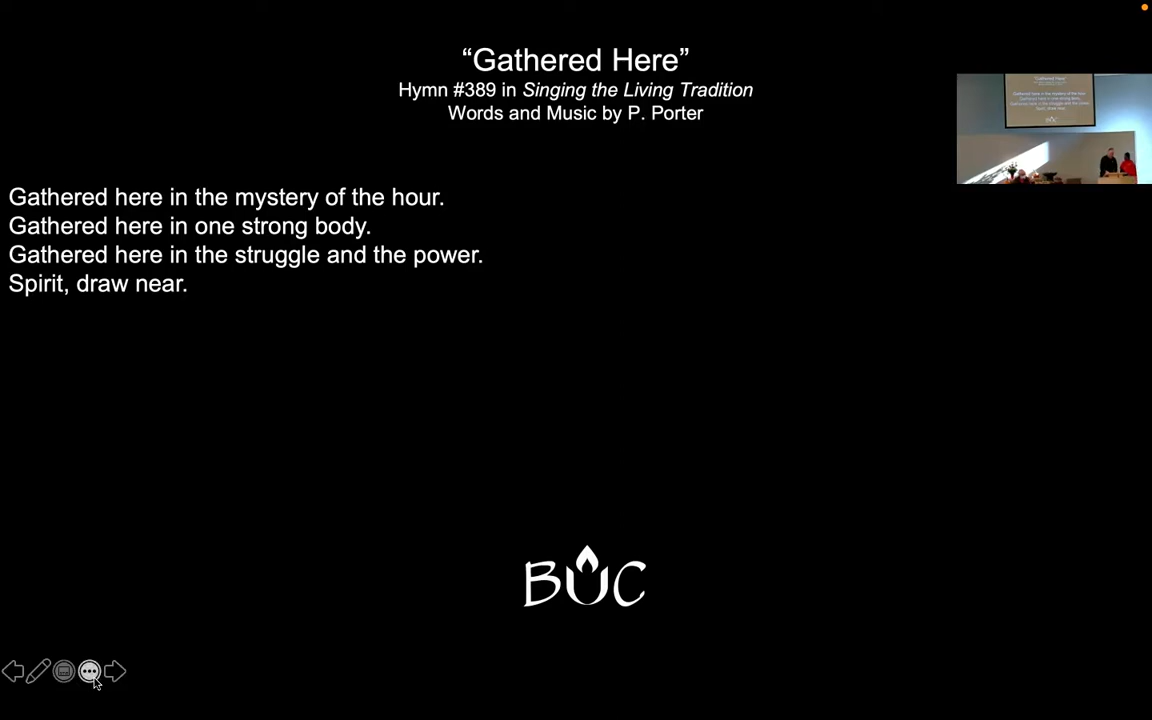 “Gathered Here”
Hymn #389 in Singing the Living Tradition
Words and Music by P. Porter
Gathered here in the mystery of the hour.
Gathered here in one strong body.
Gathered here in the struggle and the power.
Spirit, draw near.
BUC